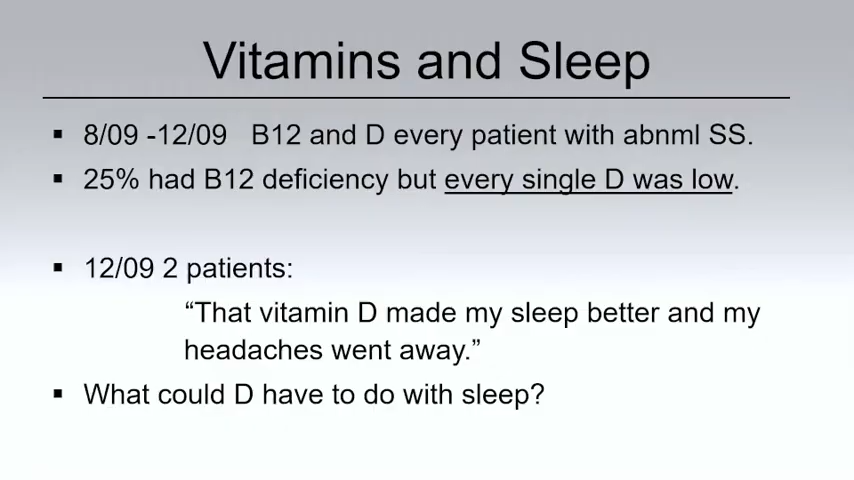 Vitamins and Sleep
▪ 8/09 -12/09 B12 and D every patient with abnml SS.
▪ 25% had B12 deficiency but every single D was low.
▪ 12/09 2 patients:
“That vitamin D made my sleep better and my
headaches went away.”
▪ What could D have to do with sleep?